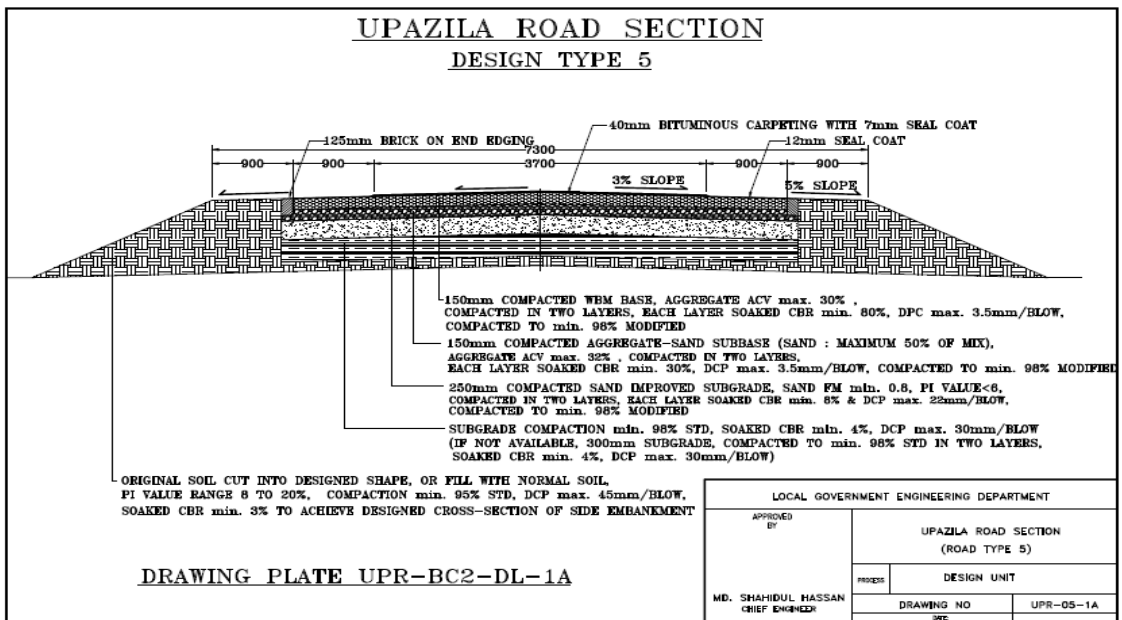 UPAZILA ROAD SECTION
DESIGN TYPE 5
40mm BITUMINOUS CARPETING WITH 7mm SEAL COAT
125mm BRICK ON END EDGING
7300
12mm SEAL COAT
900
900
3700
900
900
3% SLOPE
5% SLOPE
150mm COMPACTED WBM BASE, AGGREGATE ACV max. 30% ,
COMPACTED IN TWO LAYERS, EACH LAYER SOAKED CBR min. 80%, DPC max. 3.5mm/BLOW,
COMPACTED TO min. 98% MODIFIED
150mm COMPACTED AGGREGATE-SAND SUBBASE (SAND : MAXIMUM 50% OF MIX),
AGGREGATE ACV max. 32% , COMPACTED IN TWO LAYERS,
EACH LAYER SOAKED CBR min. 30%, DCP max. 3.5mm/BLOW, COMPACTED TO min. 98% MODIFIED
250mm COMPACTED SAND IMPROVED SUBGRADE, SAND FM min. 0.8, PI VALUE<6,
COMPACTED IN TWO LAYERS, EACH LAYER SOAKED CBR min. 8% & DCP max. 22mm/BLOW,
COMPACTED TO min. 98% MODIFIED
SUBGRADE COMPACTION min. 98% STD, SOAKED CBR min. 4%, DCP max. 30mm/BLOW
(IF NOT AVAILABLE, 300mm SUBGRADE, COMPACTED TO min. 98% STD IN TWO LAYERS,
SOAKED CBR min. 4%, DCP max. 30mm/BLOW)
ORIGINAL SOIL CUT INTO DESIGNED SHAPE, OR FILL WITH NORMAL SOIL,
PI VALUE RANGE 8 TO 20%, COMPACTION min. 95% STD, DCP max. 45mm/BLOW,
SOAKED CBR min. 3% TO ACHIEVE DESIGNED CROSS-SECTION OF SIDE EMBANKMENT
DRAWING PLATE UPR-BC2-DL-1A
LOCAL GOVERNMENT ENGINEERING DEPARTMENT
APPROVED
BY
MD. SHAHIDUL HASSAN
CHIEF ENGINEER
UPAZILA ROAD SECTION
(ROAD TYPE 5)
PROCESS
DESIGN UNIT
DRAWING NO
UPR-05-1A